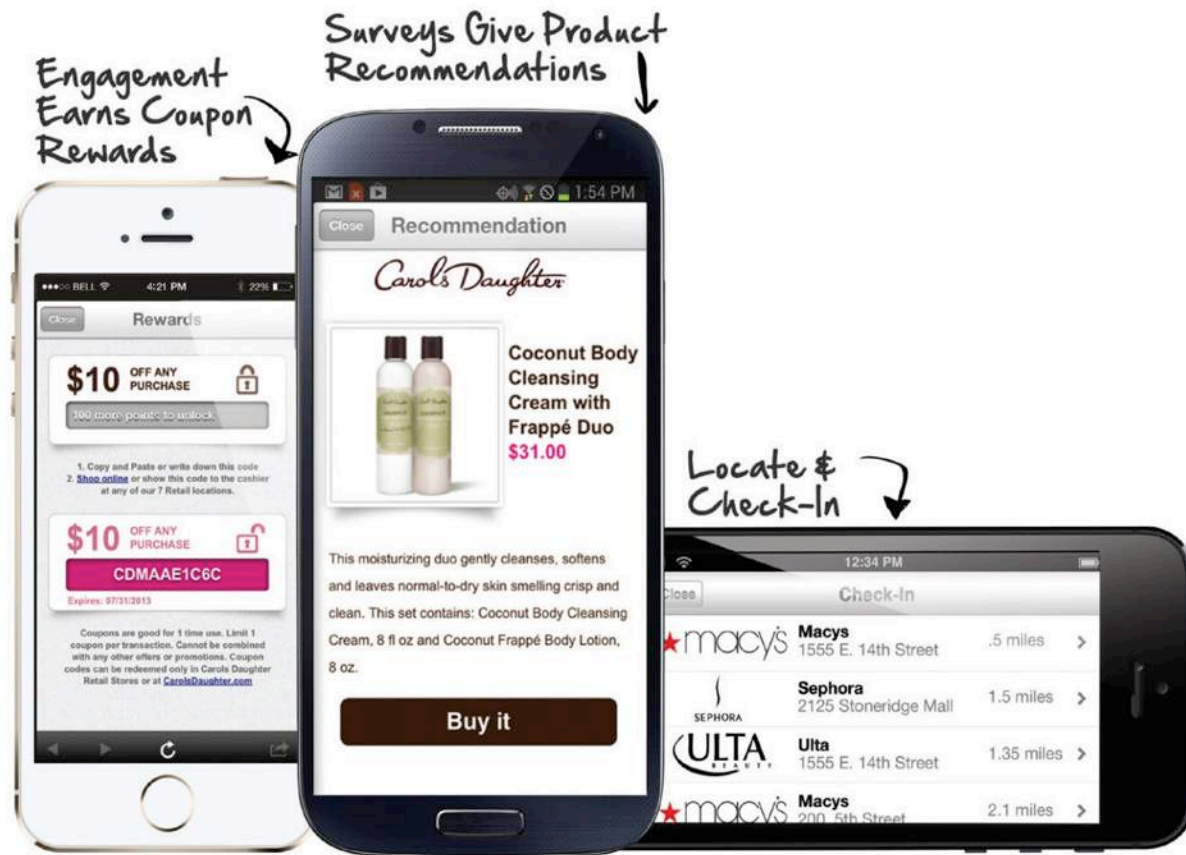 Engagement
Earns Coupon
Rewards
Surveys Give Product
Recommendations
Locate &
Check-In
BELL
4:21 PM
22%
Close
Rewards
$10 OFF ANY
PURCHASE
100 more points to unlock
1. Copy and Paste or write down this code
2. Shop online or show this code to the cashier
at any of our 7 Retail locations.
$10 OFF ANY
PURCHASE
CDMAAE1C6C
Expires: 07/31/2013
Coupons are good for 1 time use. Limit 1
coupon per transaction. Cannot be combined
with any other offers or promotions. Coupon
codes can be redeemed only in Carols Daughter
Retail Stores or at CarolsDaughter.com
1:54 PM
Close
Recommendation
Carol's Daughter
Coconut Body
Cleansing
Cream with
Frappé Duo
$31.00
This moisturizing duo gently cleanses, softens
and leaves normal-to-dry skin smelling crisp and
clean. This set contains: Coconut Body Cleansing
Cream, 8 fl oz and Coconut Frappé Body Lotion,
8 oz.
Buy it
12:34 PM
Close
Check-In
macy's
Macys
1555 E. 14th Street
.5 miles
SEPHORA
Sephora
2125 Stoneridge Mall
1.5 miles
ULTA
BEAUTY
Ulta
1555 E. 14th Street
1.35 miles
macy's
Macys
200 5th Street
2.1 miles